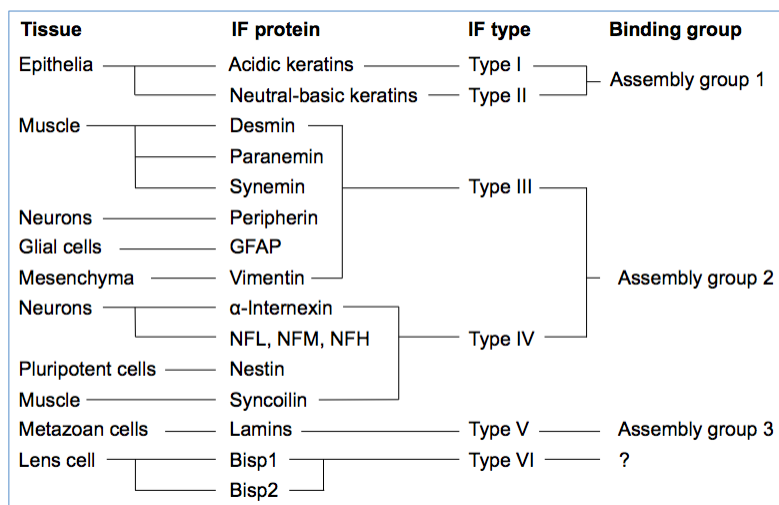 Tissue IF protein IF type Binding group
Epithelia Acidic keratins Type I
Assembly group 1
Neutral-basic keratins Type II
Muscle Desmin
Paranemin
Synemin Type III
Neurons Peripherin
Glial cells GFAP
Mesenchyma Vimentin Assembly group 2
Neurons α-Internexin
NFL, NFM, NFH Type IV
Pluripotent cells Nestin
Muscle Syncoilin
Metazoan cells Lamins Type V Assembly group 3
Lens cell Bisp1 Type VI ?
Bisp2